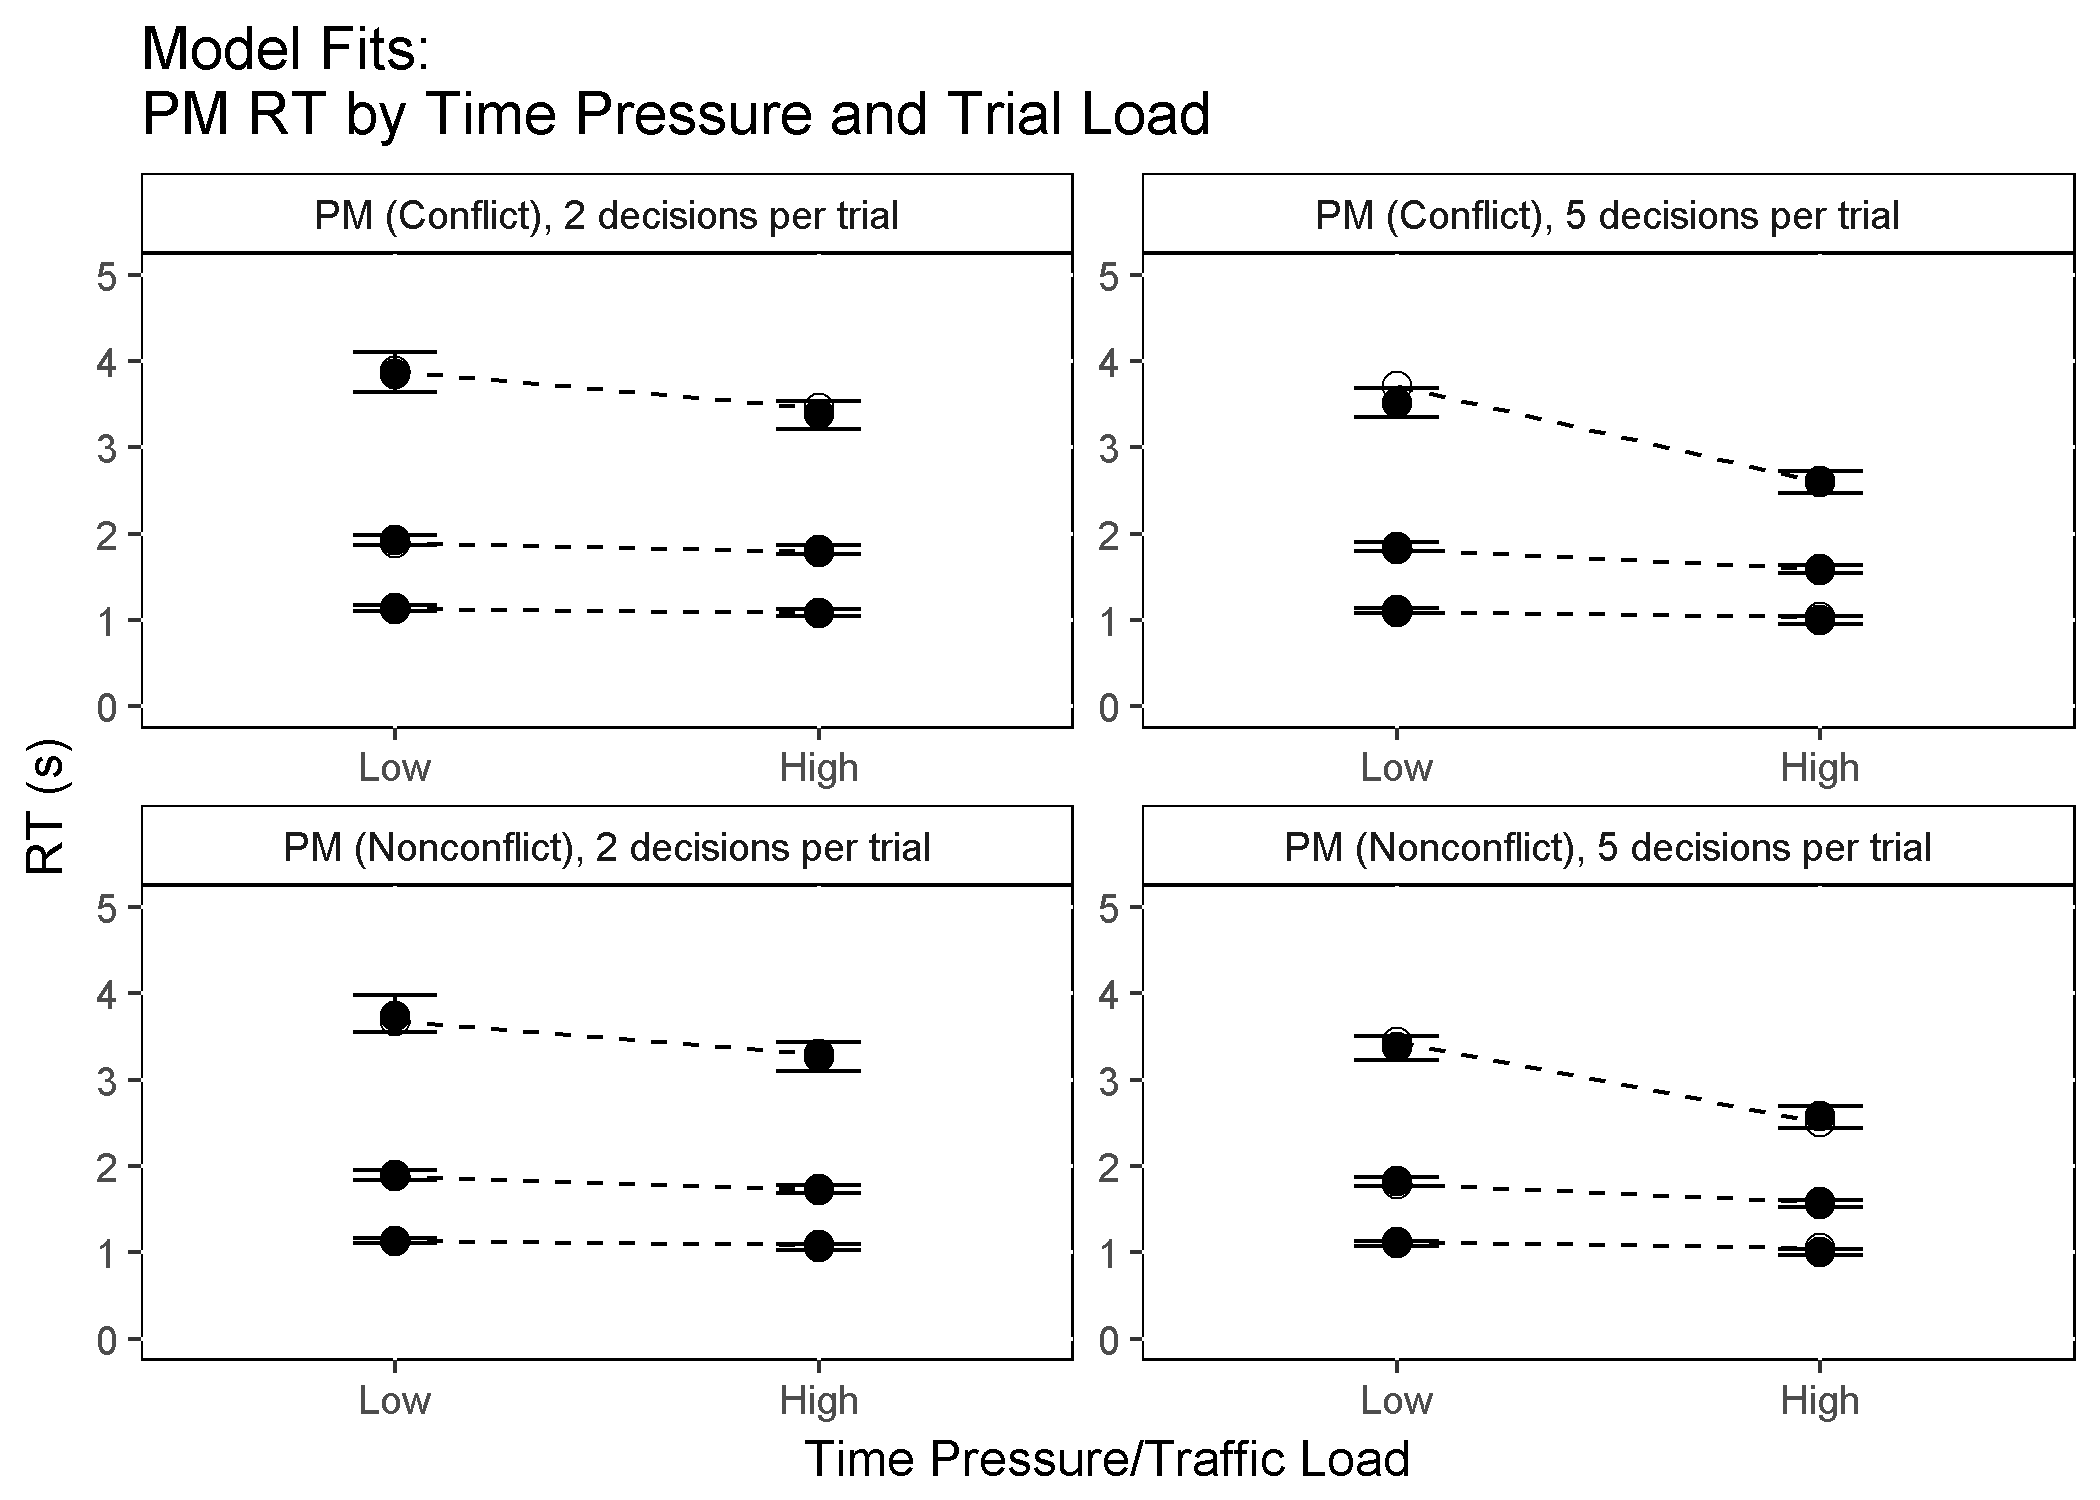 Model Fits:
PM RT by Time Pressure and Trial Load
PM (Conflict), 2 decisions per trial
5
4
3
2
1
0
Low High
PM (Conflict), 5 decisions per trial
5
4
3
2
1
0
Low High
RT (s)
PM (Nonconflict), 2 decisions per trial
5
4
3
2
1
0
Low High
PM (Nonconflict), 5 decisions per trial
5
4
3
2
1
0
Low High
Time Pressure/Traffic Load